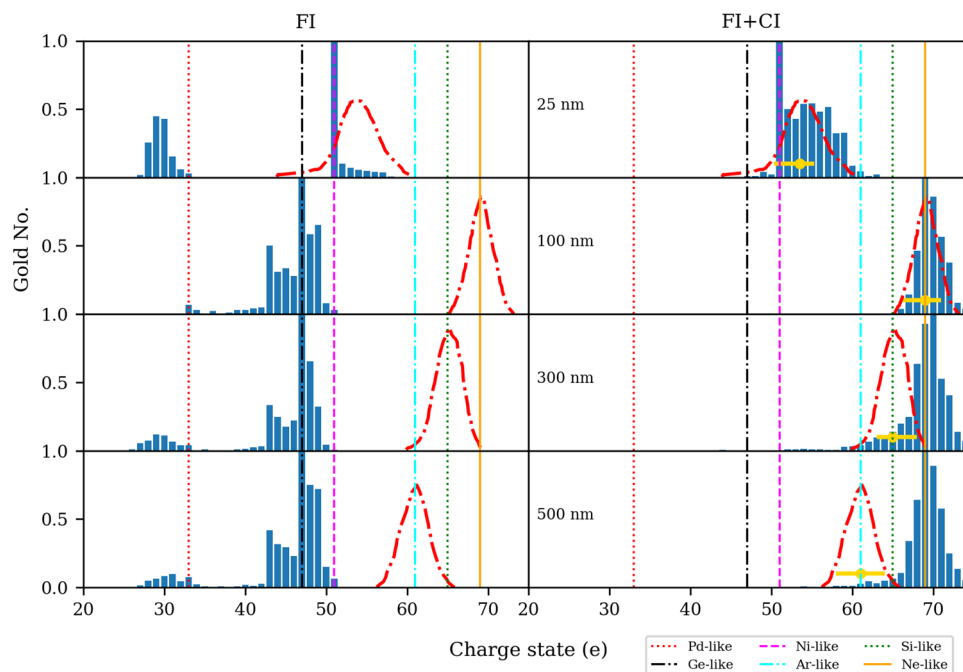 FI
FI+CI
1.0
0.5
25 nm
1.0
0.5
100 nm
1.0
0.5
300 nm
1.0
0.5
500 nm
0.0
20
30
40
50
60
70
20
30
40
50
60
70
Gold No.
Charge state (e)
Pd-like
Ni-like
Si-like
Ge-like
Ar-like
Ne-like